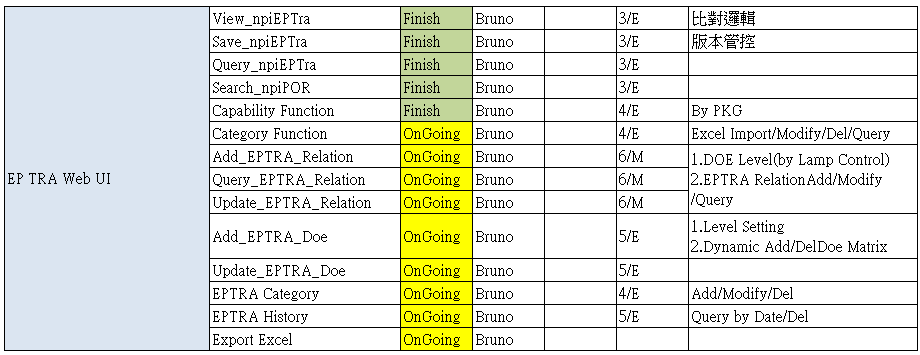 View_npiEPTra Finish Bruno 3/E 比對邏輯
Save_npiEPTra Finish Bruno 3/E 版本管控
Query_npiEPTra Finish Bruno 3/E
Search_npiPOR Finish Bruno 3/E
Capability Function Finish Bruno 4/E By PKG
Category Function OnGoing Bruno 4/E Excel Import/Modify/Del/Query
Add_EPTRA_Relation OnGoing Bruno 6/M 1.DOE Level(by Lamp Control)
EP TRA Web UI Query_EPTRA_Relation OnGoing Bruno 6/M 2.EPTRA RelationAdd/Modify
Update_EPTRA_Relation OnGoing Bruno 6/M /Query
Add_EPTRA_Doe OnGoing Bruno 5/E 1.Level Setting
2.Dynamic Add/DelDoe Matrix
Update_EPTRA_Doe OnGoing Bruno 5/E
EPTRA Category OnGoing Bruno 4/E Add/Modify/Del
EPTRA History OnGoing Bruno 5/E Query by Date/Del
Export Excel OnGoing Bruno